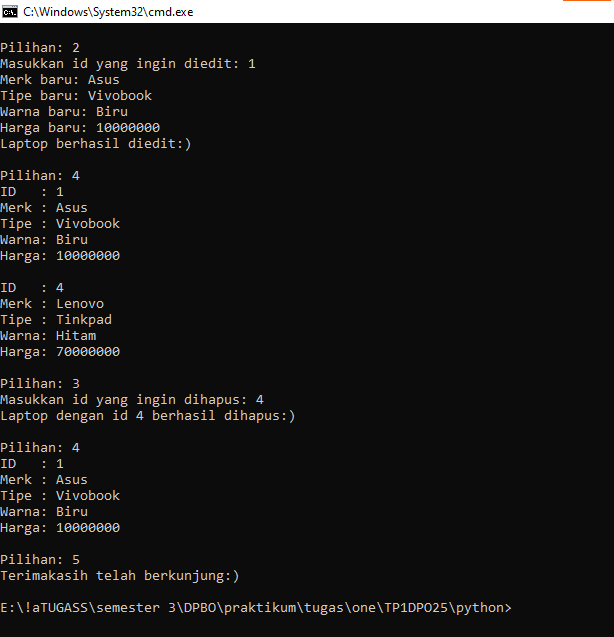 C:\Windows\System32\cmd.exe
Pilihan: 2
Masukkan id yang ingin diedit: 1
Merk baru: Asus
Tipe baru: Vivobook
Warna baru: Biru
Harga baru: 10000000
Laptop berhasil diedit:)
Pilihan: 4
ID   : 1
Merk : Asus
Tipe : Vivobook
Warna: Biru
Harga: 10000000
ID   : 4
Merk : Lenovo
Tipe : Tinkpad
Warna: Hitam
Harga: 70000000
Pilihan: 3
Masukkan id yang ingin dihapus: 4
Laptop dengan id 4 berhasil dihapus:)
Pilihan: 4
ID   : 1
Merk : Asus
Tipe : Vivobook
Warna: Biru
Harga: 10000000
Pilihan: 5
Terimakasih telah berkunjung:)
E:\!aTUGASS\semester 3\DPBO\praktikum\tugas\one\TP1DPO25\python>